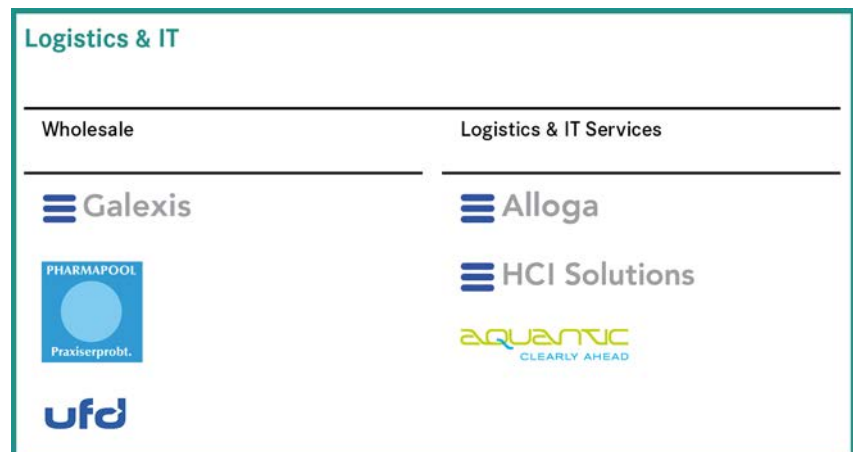 Logistics & IT
Wholesale
Galexis
PHARMAPOOL
Praxiserprobt.
ufd
Logistics & IT Services
Alloga
HCI Solutions
aquantic
CLEARLY AHEAD